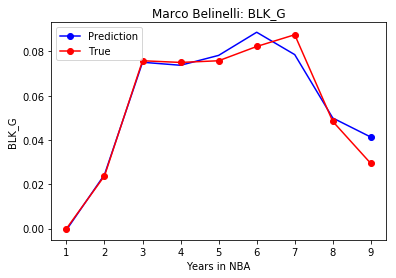 Marco Belinelli: BLK_G
Prediction
True
BLK_G
0.08
0.06
0.04
0.02
0.00
1 2 3 4 5 6 7 8 9
Years in NBA